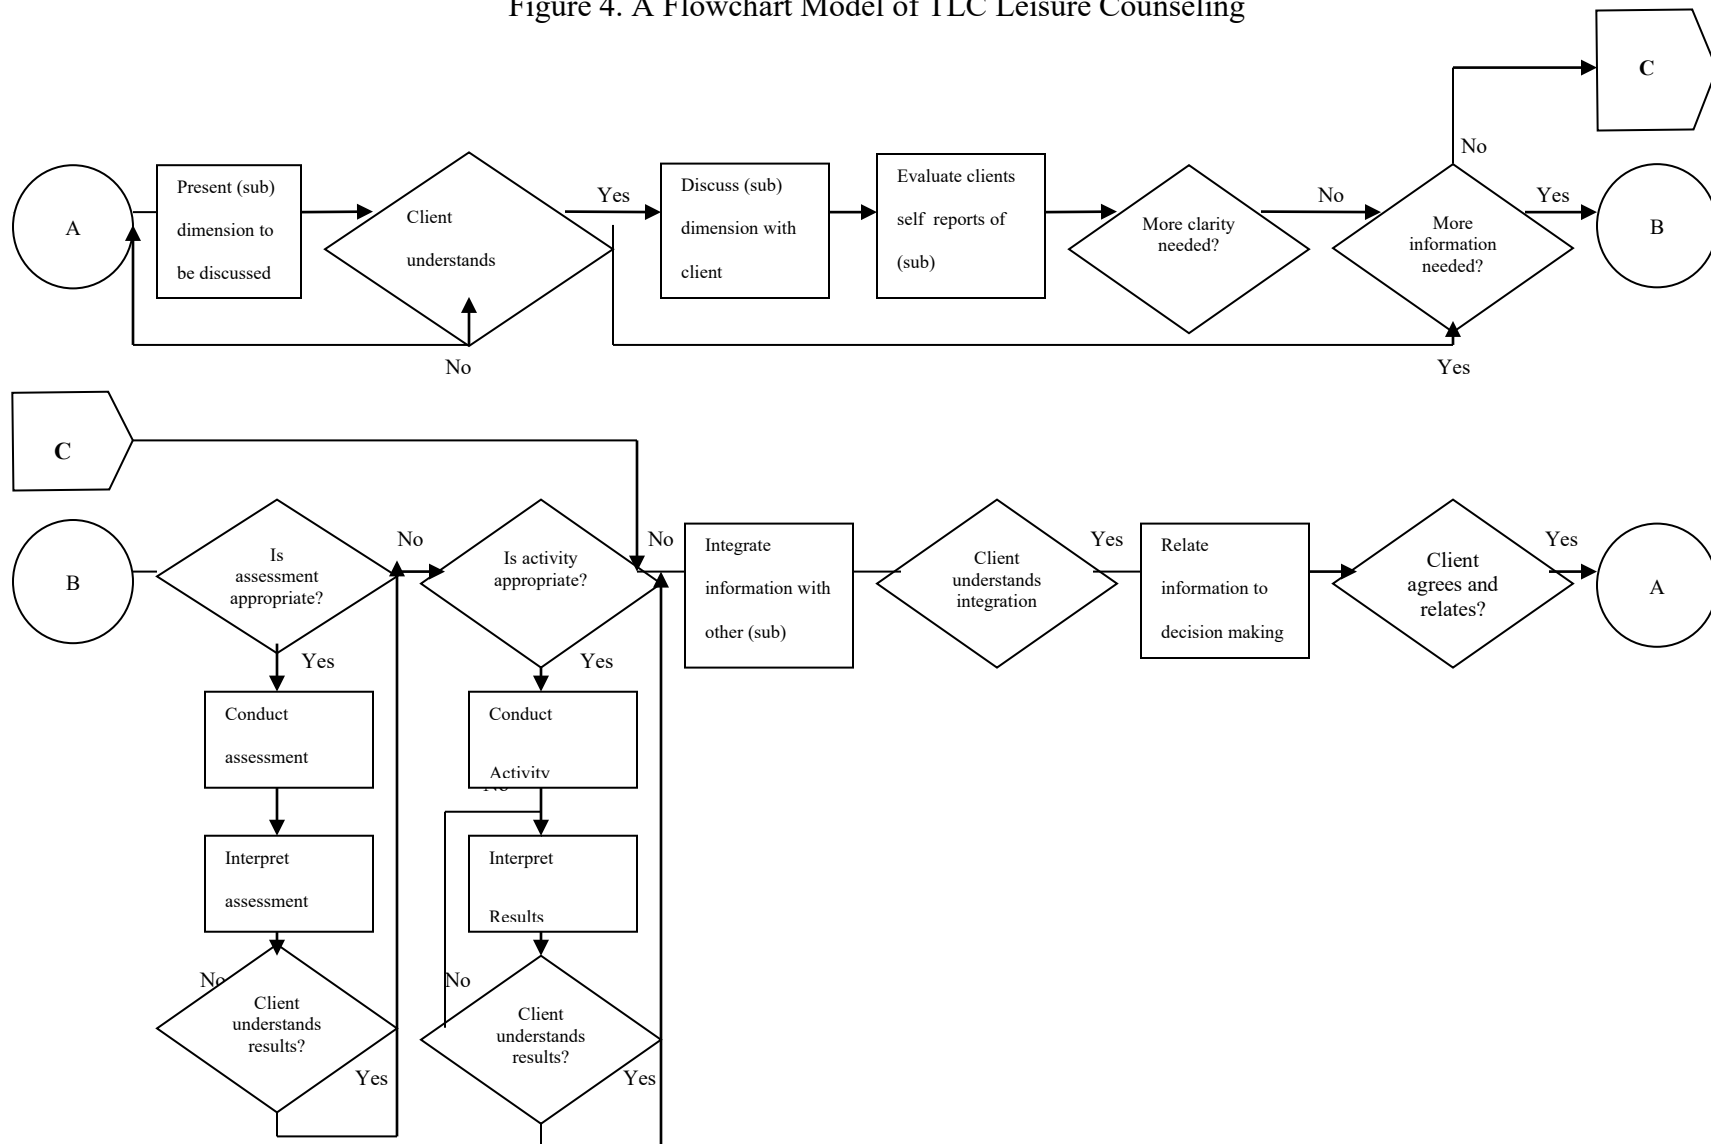 Figure 4. A Flowchart Model of TLC Leisure Counseling
C
No
A
Present (sub)
dimension to
be discussed
Client
understands
Yes
Discuss (sub)
dimension with
client
Evaluate clients
self reports of
(sub)
More clarity
needed?
No
More
information
needed?
Yes
B
No
Yes
C
B
Is
assessment
appropriate?
No
Is activity
appropriate?
No
Integrate
information with
other (sub)
Client
understands
integration
Yes
Relate
information to
decision making
Client
agrees and
relates?
Yes
A
Yes
Yes
Conduct
assessment
Conduct
Activity
No
Interpret
assessment
Interpret
Results
No
Client
understands
results?
Yes
No
Client
understands
results?
Yes